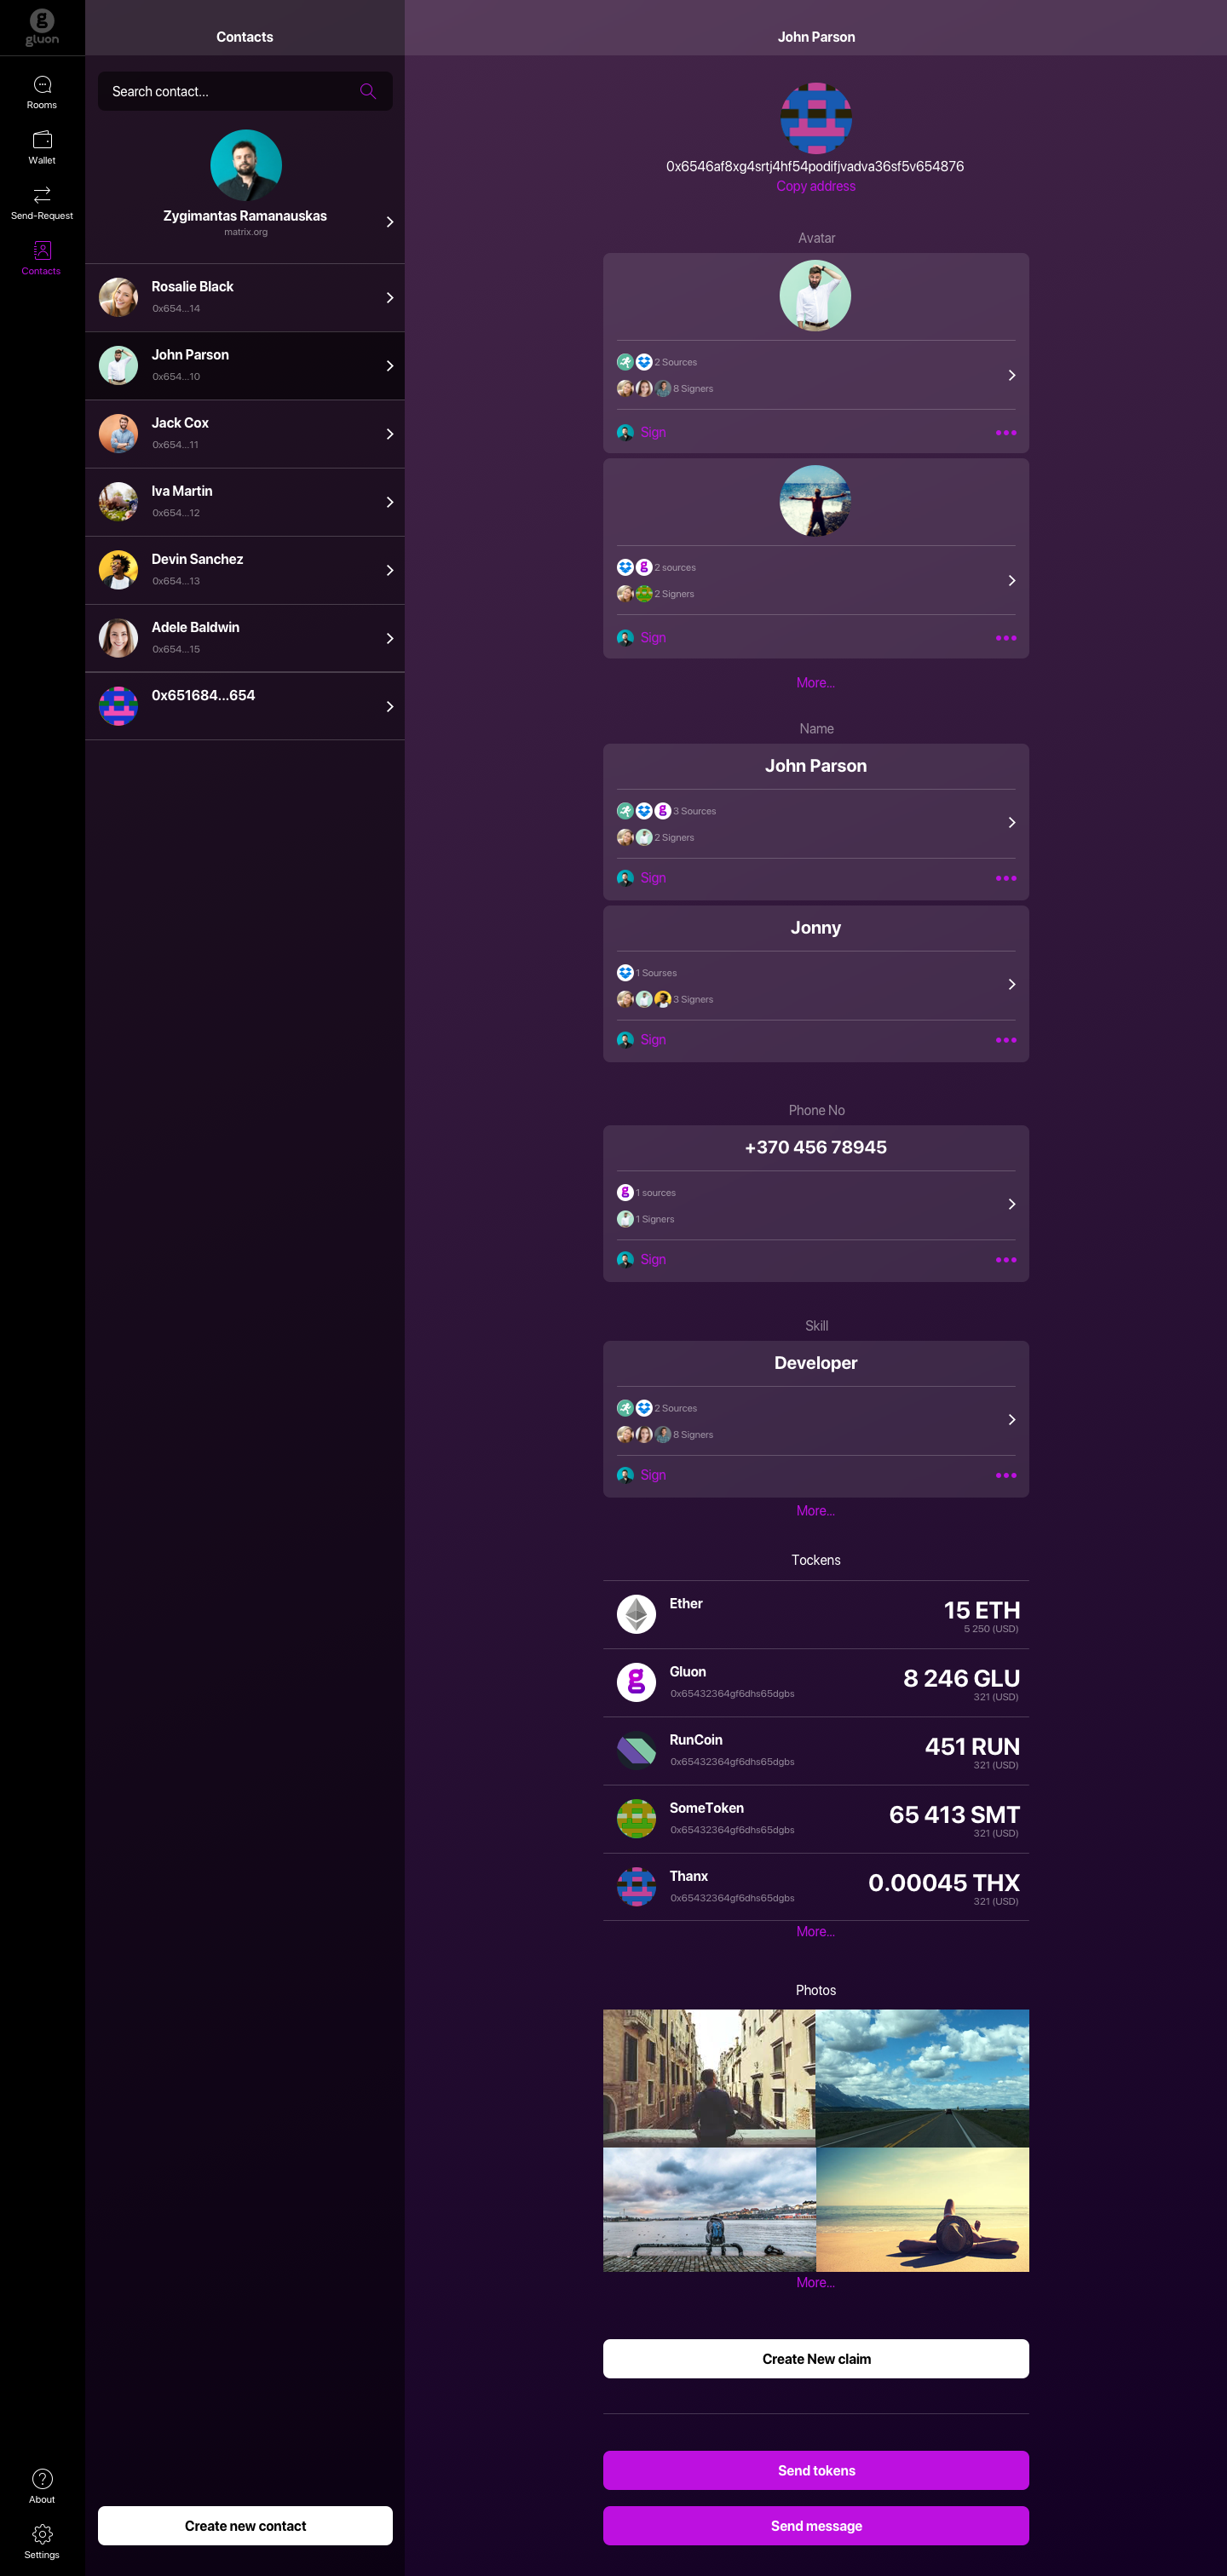 gluon
Rooms
Wallet
Send-Request
Contacts
About
Settings
Contacts
Search contact...
Zygimantas Ramanauskas
matrix.org
Rosalie Black
0x654...14
John Parson
0x654...10
Jack Cox
0x654...11
Iva Martin
0x654...12
Devin Sanchez
0x654...13
Adele Baldwin
0x654...15
0x651684...654
Create new contact
John Parson
0x6546af8xg4srtj4hf54podifjvadva36sf5v654876
Copy address
Avatar
2 Sources
8 Signers
Sign
2 sources
2 Signers
Sign
More...
Name
John Parson
3 Sources
2 Signers
Sign
Jonny
1 Sourses
3 Signers
Sign
Phone No
+370 456 78945
1 sources
1 Signers
Sign
Skill
Developer
2 Sources
8 Signers
Sign
More...
Tockens
Ether
15 ETH
5 250 (USD)
Gluon
8 246 GLU
0x65432364gf6dhs65dgbs
321 (USD)
RunCoin
451 RUN
0x65432364gf6dhs65dgbs
321 (USD)
SomeToken
65 413 SMT
0x65432364gf6dhs65dgbs
321 (USD)
Thanx
0.00045 THX
0x65432364gf6dhs65dgbs
321 (USD)
More...
Photos
More...
Create New claim
Send tokens
Send message